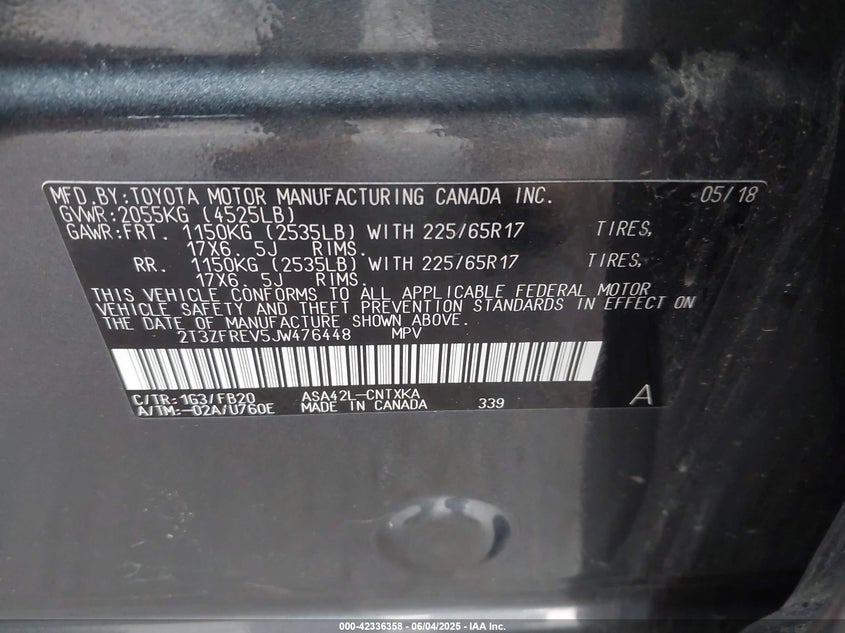 MFD.BY:TOYOTA MOTOR MANUFACTURING CANADA INC. 05/18
GVWR:2055KG (4525LB)
GAWR:FRT. 1150KG (2535LB) WITH 225/65R17 TIRES,
17X6.5J RIMS.
RR. 1150KG (2535LB) WITH 225/65R17 TIRES,
17X6.5J RIMS.
THIS VEHICLE CONFORMS TO ALL APPLICABLE FEDERAL MOTOR
VEHICLE SAFETY AND THEFT PREVENTION STANDARDS IN EFFECT ON
THE DATE OF MANUFACTURE SHOWN ABOVE.
2T3ZFREV5JW476448 MPV
C/TR:1G3/FB20 ASA42L-CNTXKA
A/TM:-02A/U760E MADE IN CANADA 339 A
000-42336358 - 06/04/2025 - IAA Inc.